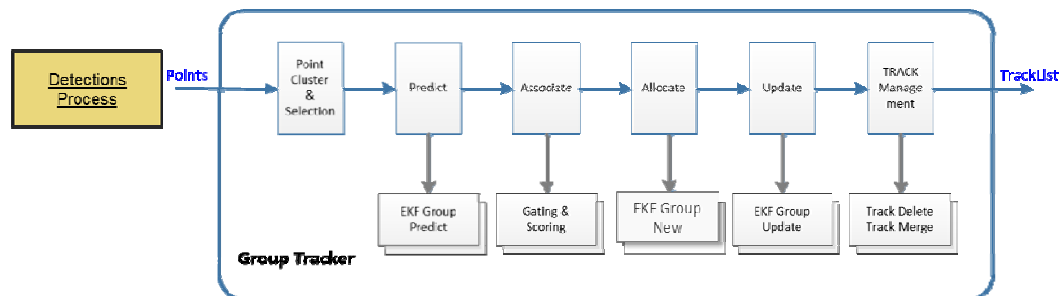 Detections
Process
Points
Point
Cluster
&
Selection
Predict
Associate
Allocate
Update
TRACK
Manage
ment
TrackList
EKF Group
Predict
Gating &
Scoring
EKF Group
New
EKF Group
Update
Track Delete
Track Merge
Group Tracker